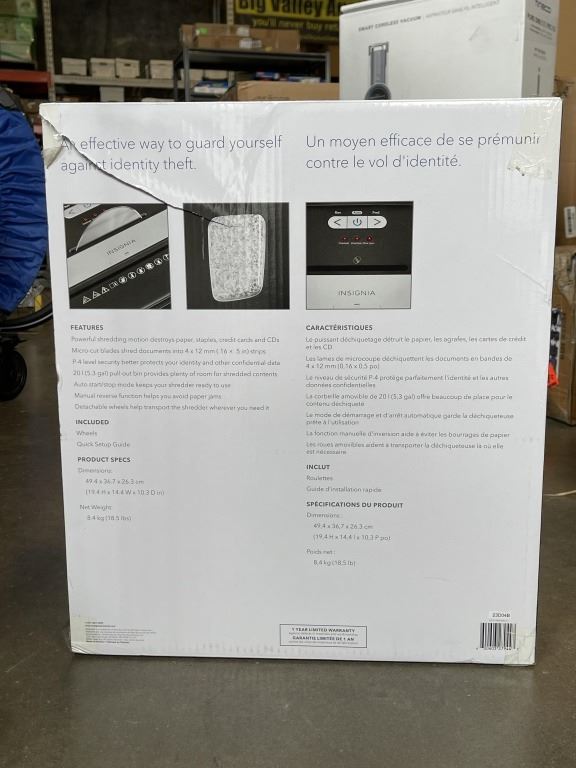 Big Valley
you'll never buy
SMART CORDLESS VACUUM
An effective way to guard yourself
against identity theft.
Un moyen efficace de se prémunir
contre le vol d'identité.
INSIGNIA
INSIGNIA
FEATURES
Powerful shredding motion destroys paper, staples, credit cards and CDs
Micro-cut blades shred documents into 4 x 12 mm (.16 × .5 in) strips
P-4 level security better protects your identity and other confidential data
20 l (5.3 gal) pull-out bin provides plenty of room for shredded contents
Auto start/stop mode keeps your shredder ready to use
Manual reverse function helps you avoid paper jams
Detachable wheels help transport the shredder wherever you need it
INCLUDED
Wheels
Quick Setup Guide
PRODUCT SPECS
Dimensions:
49.4 x 36.7 x 26.3 cm
(19.4 H x 14.4 W x 10.3 D in)
Net Weight:
8.4 kg (18.5 lbs)
CARACTÉRISTIQUES
Le puissant déchiquetage détruit le papier, les agrafes, les cartes de crédit
et les CD
Les lames de microcoupe déchiquettent les documents en bandes de
4 x 12 mm (0,16 x 0,5 po)
Le niveau de sécurité P-4 protège parfaitement l'identité et les autres
données confidentielles
La corbeille amovible de 20 l (5,3 gal) offre beaucoup de place pour le
contenu déchiqueté
Le mode de démarrage et d'arrêt automatique garde la déchiqueteuse
prête à l'utilisation
La fonction manuelle d'inversion aide à éviter les bourrages de papier
Les roues amovibles aident à transporter la déchiqueteuse là où elle
est nécessaire
INCLUT
Roulettes
Guide d'installation rapide
SPÉCIFICATIONS DU PRODUIT
Dimensions :
49,4 x 36,7 x 26,3 cm
(19,4 H x 14,4 l x 10,3 P po)
Poids net :
8,4 kg (18,5 lb)
1 YEAR LIMITED WARRANTY
GARANTIE LIMITÉE DE 1 AN